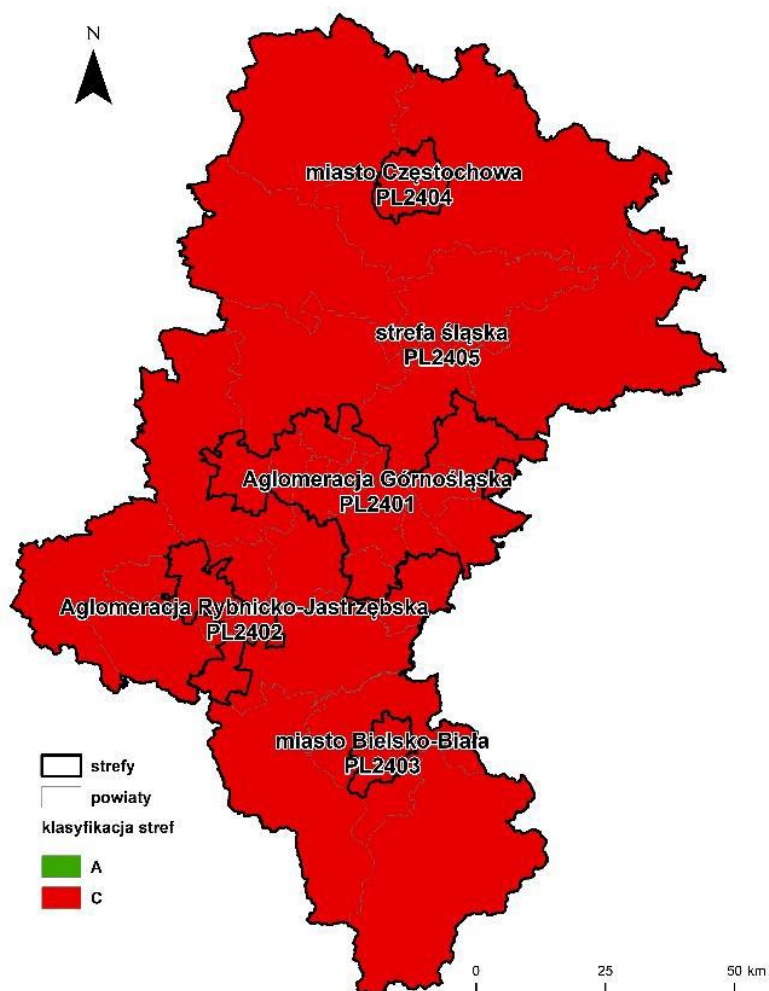 N
miasto Częstochowa
PL2404
strefa śląska
PL2405
Aglomeracja Górnośląska
PL2401
Aglomeracja Rybnicko-Jastrzębska
PL2402
miasto Bielsko-Biała
PL2403
strefy
powiaty
klasyfikacja stref
A
C
0 25 50 km